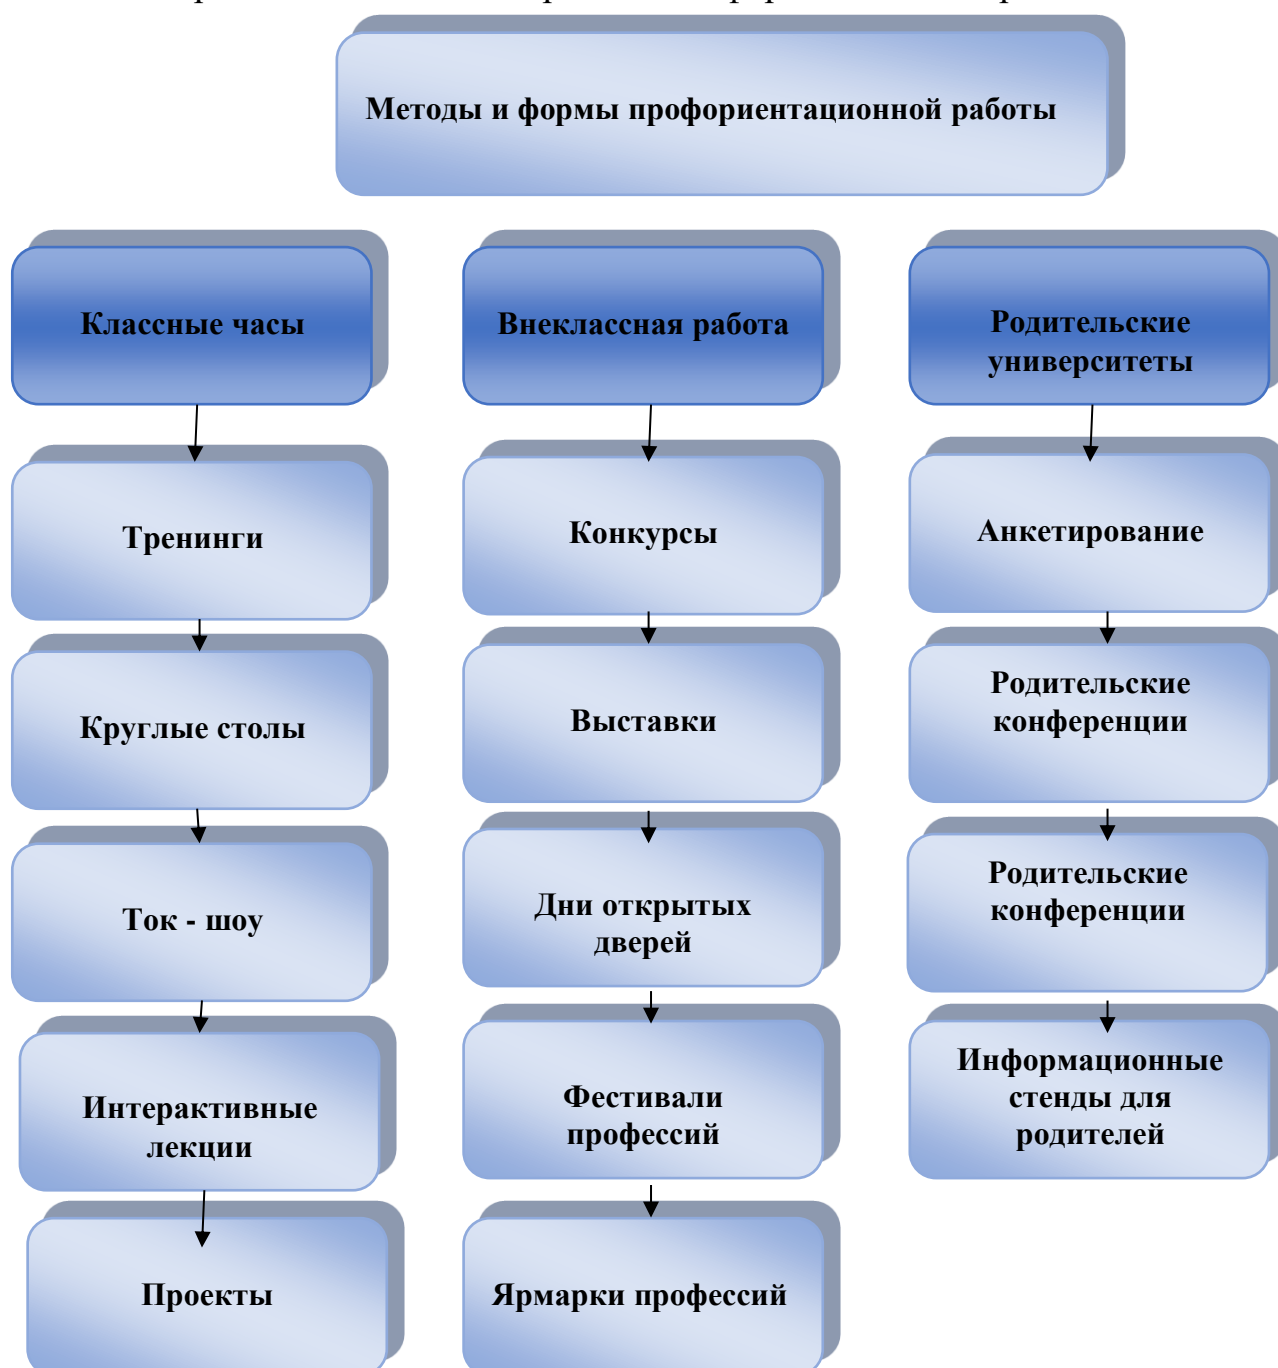 Методы и формы профориентационной работы
Классные часы
Внеклассная работа
Родительские
университеты
Тренинги
Конкурсы
Анкетирование
Круглые столы
Выставки
Родительские
конференции
Ток - шоу
Дни открытых
дверей
Родительские
конференции
Интерактивные
лекции
Фестивали
профессий
Информационные
стенды для
родителей
Проекты
Ярмарки профессий